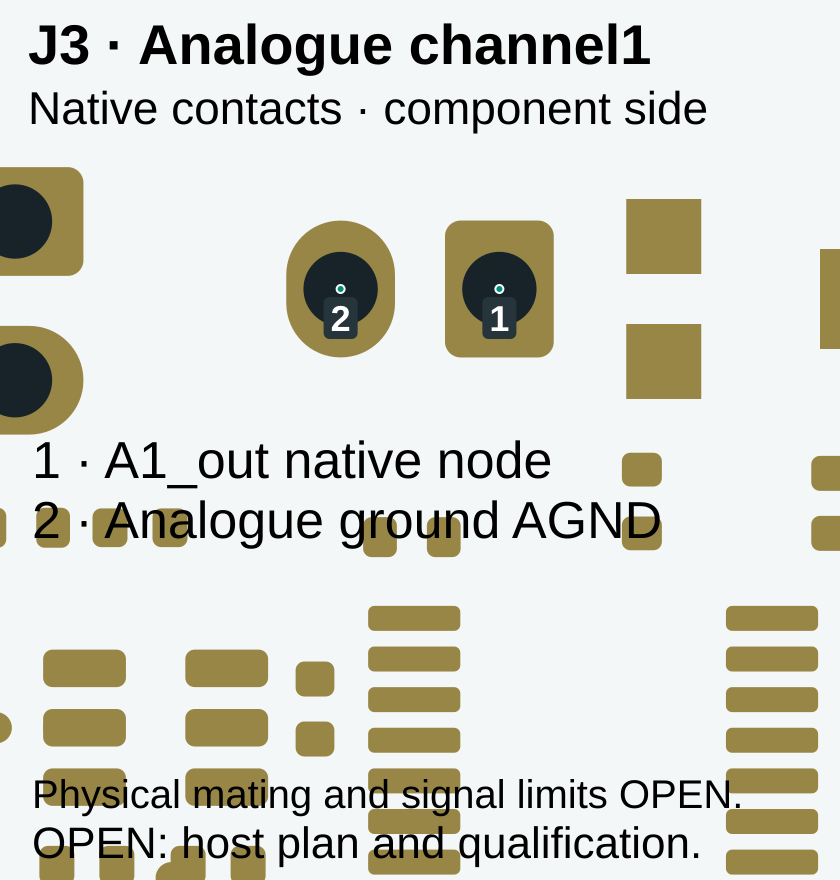 J3 · Analogue channel1
Native contacts · component side
2 1
1 · A1_out native node
2 · Analogue ground AGND
Physical mating and signal limits OPEN.
OPEN: host plan and qualification.